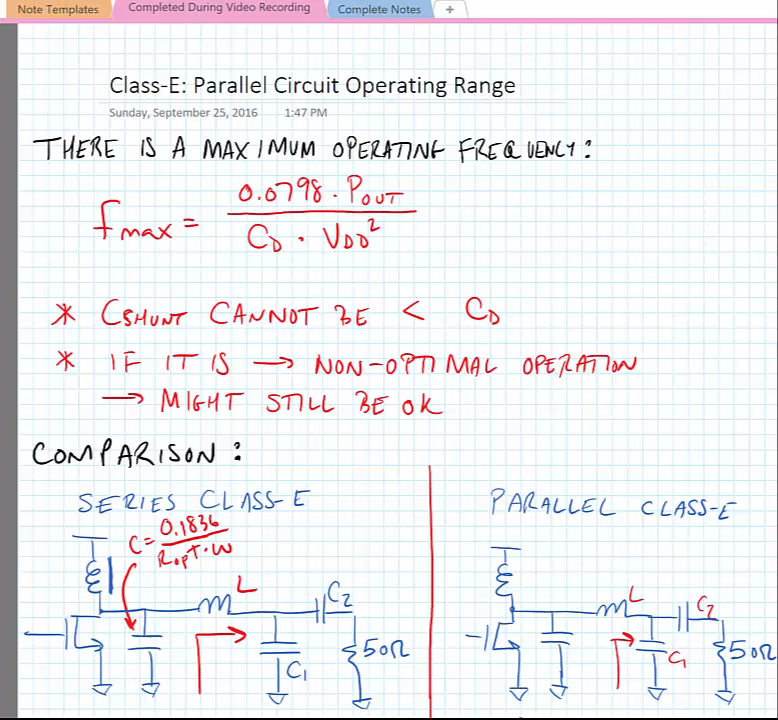 Note Templates Completed During Video Recording Complete Notes +
Class-E: Parallel Circuit Operating Range
Sunday, September 25, 2016 1:47 PM
THERE IS A MAXIMUM OPERATING FREQUENCY:
fmax = 0.0798 · POUT / CD · VDD²
* CSHUNT CANNOT BE < CD
* IF IT IS → NON-OPTIMAL OPERATION
→ MIGHT STILL BE OK
COMPARISON:
SERIES CLASS-E
C = 0.1836 / ROPT · W
L
C2
C1
50Ω
PARALLEL CLASS-E
L
C2
C1
50Ω